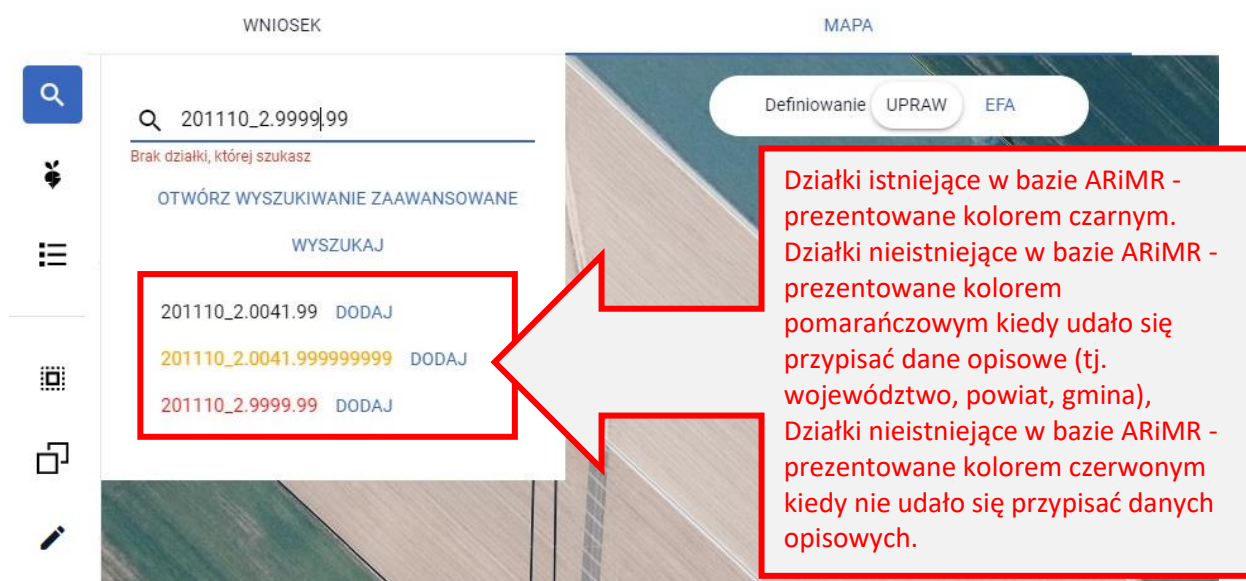 WNIOSEK
MAPA
201110_2.9999.99
Brak działki, której szukasz
OTWÓRZ WYSZUKIWANIE ZAAWANSOWANE
WYSZUKAJ
201110_2.0041.99 DODAJ
201110_2.0041.999999999 DODAJ
201110_2.9999.99 DODAJ
Definiowanie UPRAW EFA
Działki istniejące w bazie ARiMR -
prezentowane kolorem czarnym.
Działki nieistniejące w bazie ARiMR -
prezentowane kolorem
pomarańczowym kiedy udało się
przypisać dane opisowe (tj.
województwo, powiat, gmina),
Działki nieistniejące w bazie ARiMR -
prezentowane kolorem czerwonym
kiedy nie udało się przypisać danych
opisowych.